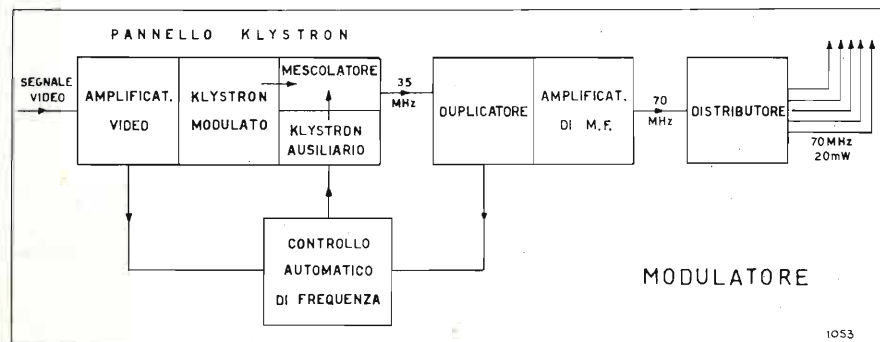 PANNELLO KLYSTRON
SEGNALE
VIDEO
AMPLIFICAT.
VIDEO
KLYSTRON
MODULATO
MESCOLATORE
KLYSTRON
AUSILIARIO
35
MHz
DUPLICATORE
AMPLIFICAT.
DI M.F.
70
MHz
DISTRIBUTORE
70MHz
20mW
CONTROLLO
AUTOMATICO
DI FREQUENZA
MODULATORE
1053